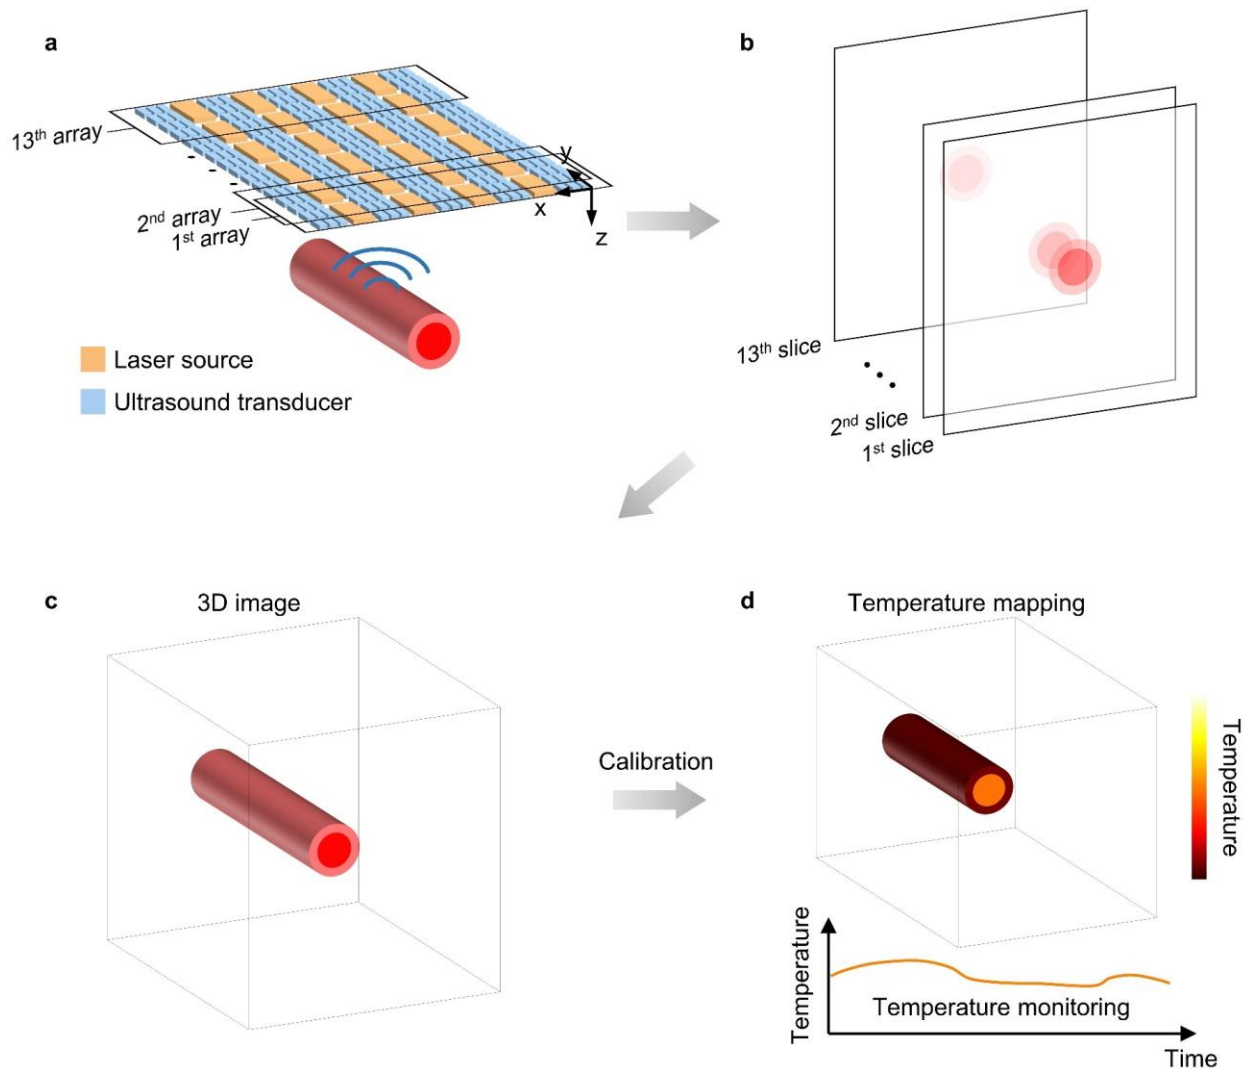 a
13th array
2nd array
1st array
y
x
z
Laser source
Ultrasound transducer
b
13th slice
2nd slice
1st slice
c
3D image
Calibration
d
Temperature mapping
Temperature
Temperature
Temperature monitoring
Time